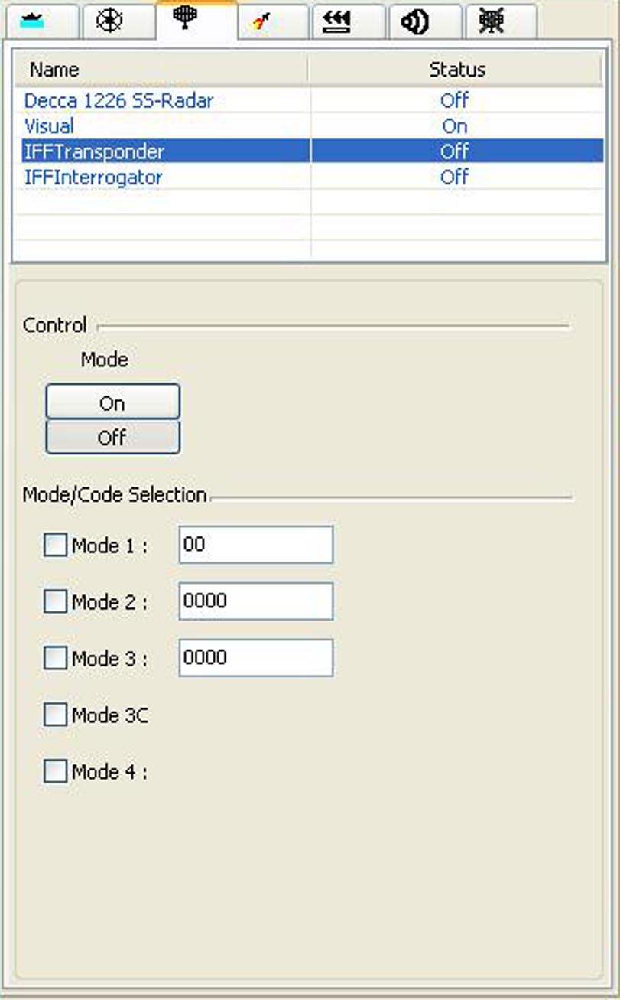 Name Status
Decca 1226 SS-Radar Off
Visual On
IFFTransponder Off
IFFInterrogator Off
Control
Mode
On
Off
Mode/Code Selection
Mode 1 : 00
Mode 2 : 0000
Mode 3 : 0000
Mode 3C
Mode 4 :